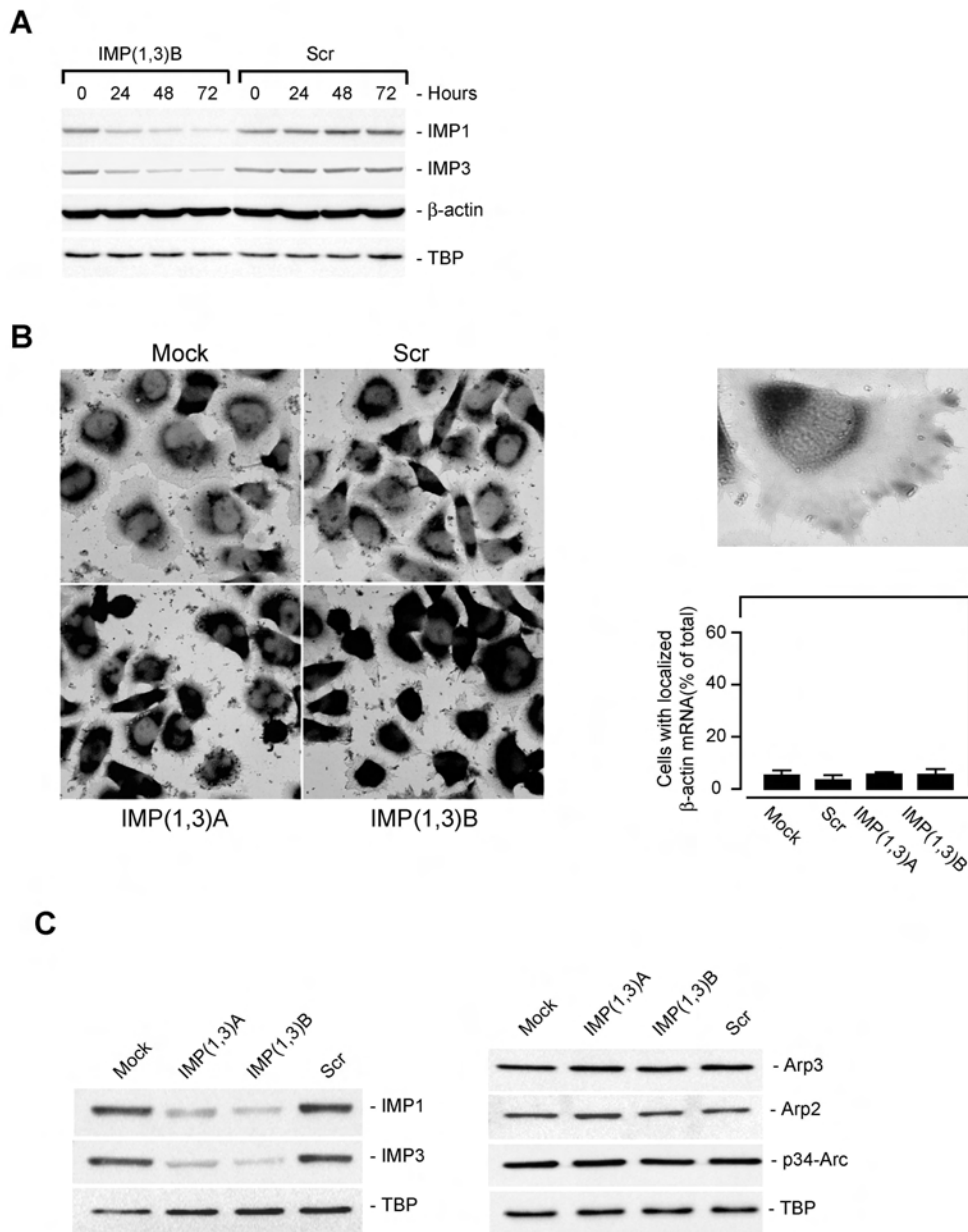 A
IMP(1,3)B Scr
0 24 48 72 0 24 48 72 - Hours
- IMP1
- IMP3
- β-actin
- TBP
B
Mock Scr
IMP(1,3)A IMP(1,3)B
Cells with localized
β-actin mRNA(% of total)
60
40
20
0
Mock Scr IMP(1,3)A IMP(1,3)B
C
Mock IMP(1,3)A IMP(1,3)B Scr
- IMP1
- IMP3
- TBP
Mock IMP(1,3)A IMP(1,3)B Scr
- Arp3
- Arp2
- p34-Arc
- TBP